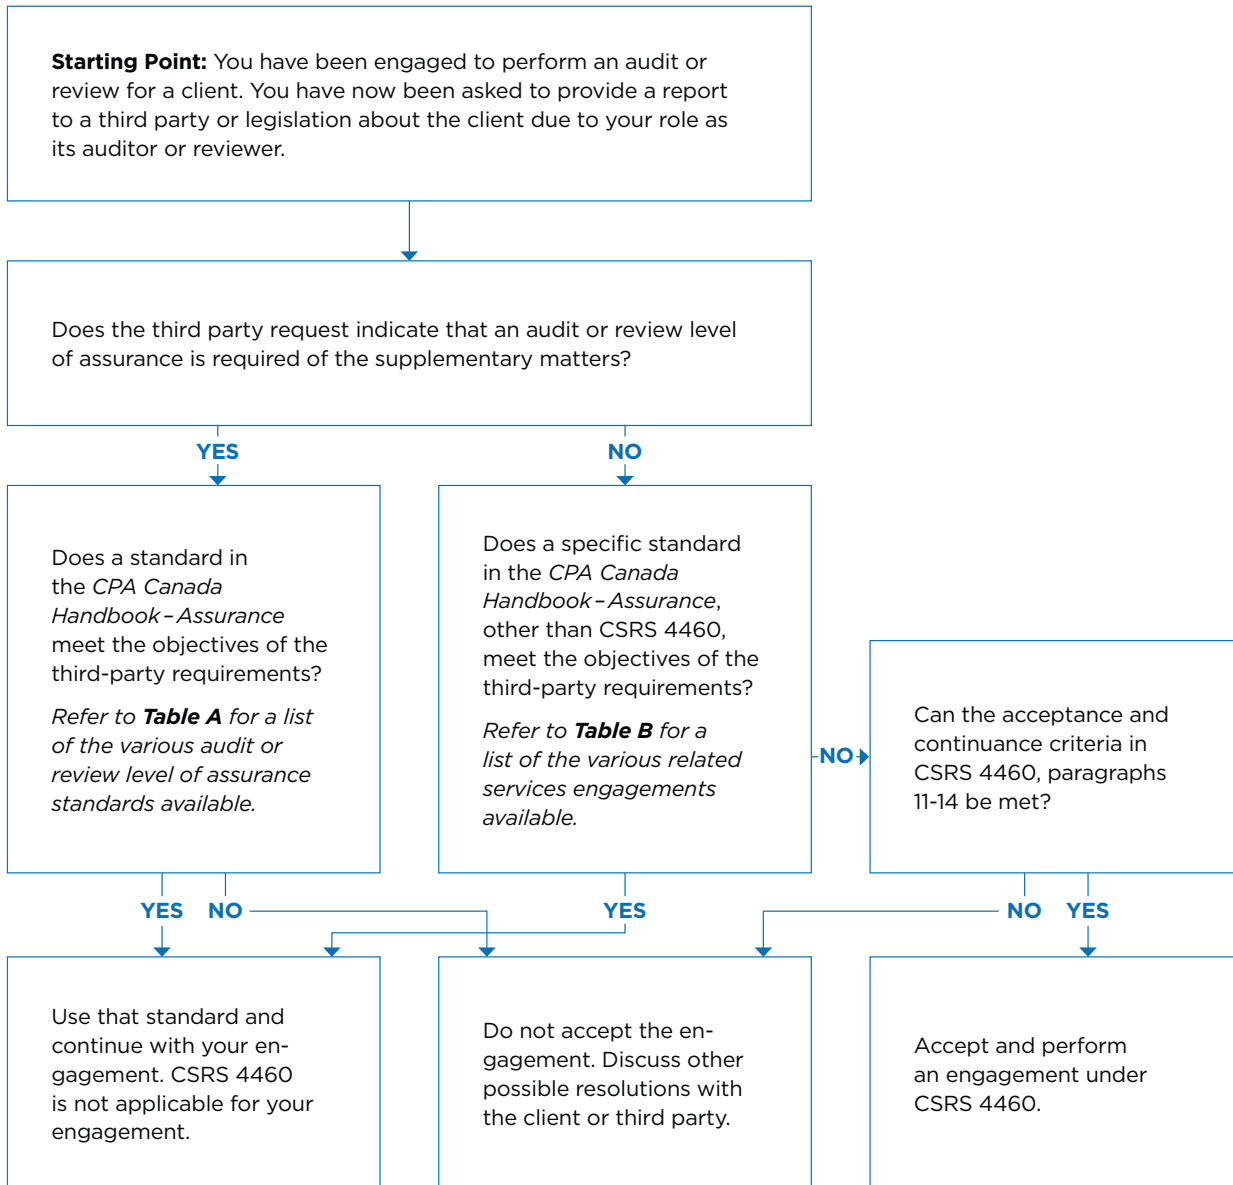 Starting Point: You have been engaged to perform an audit or
review for a client. You have now been asked to provide a report
to a third party or legislation about the client due to your role as
its auditor or reviewer.
Does the third party request indicate that an audit or review level
of assurance is required of the supplementary matters?
YES
NO
Does a standard in
the CPA Canada
Handbook – Assurance
meet the objectives of the
third-party requirements?
Refer to Table A for a list
of the various audit or
review level of assurance
standards available.
Does a specific standard
in the CPA Canada
Handbook – Assurance,
other than CSRS 4460,
meet the objectives of the
third-party requirements?
Refer to Table B for a
list of the various related
services engagements
available.
NO
Can the acceptance and
continuance criteria in
CSRS 4460, paragraphs
11-14 be met?
YES
NO
YES
NO
YES
Use that standard and
continue with your en-
gagement. CSRS 4460
is not applicable for your
engagement.
Do not accept the en-
gagement. Discuss other
possible resolutions with
the client or third party.
Accept and perform
an engagement under
CSRS 4460.